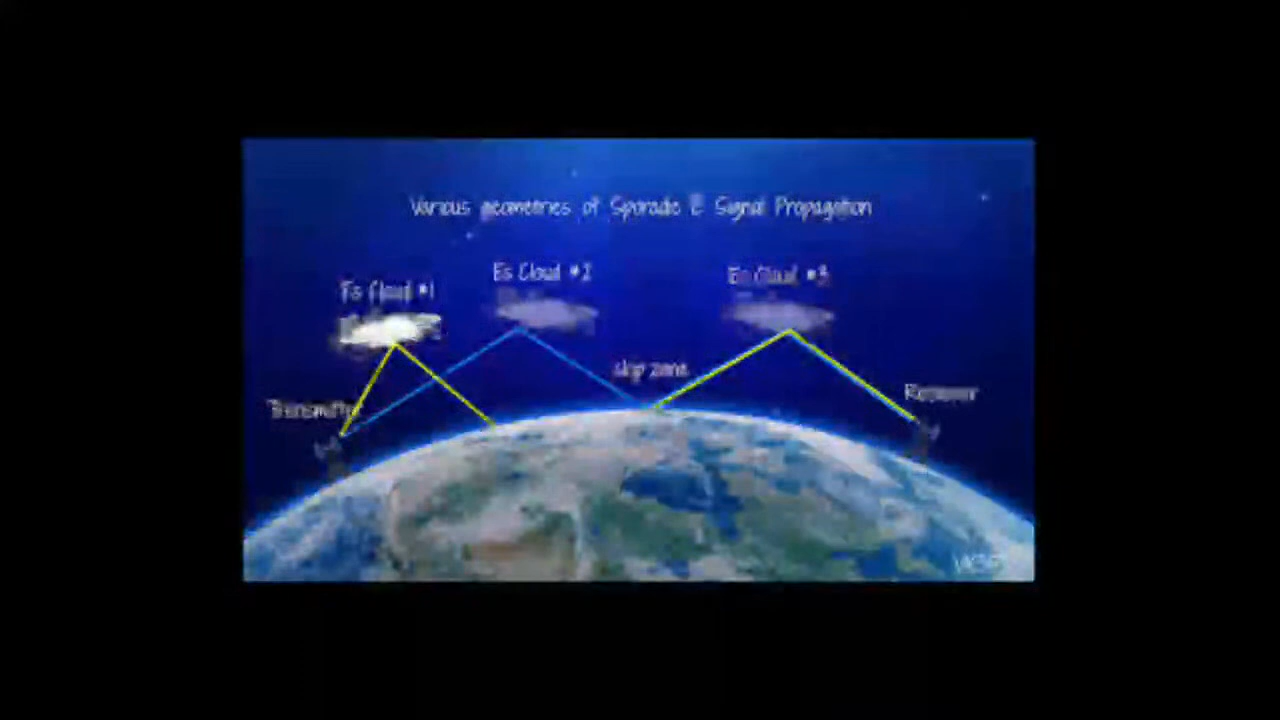 Various geometries of Sporadic E Signal Propagation
Es Cloud #2
Es Cloud #3
Es Cloud #1
skip zone
Receiver
Transmitter